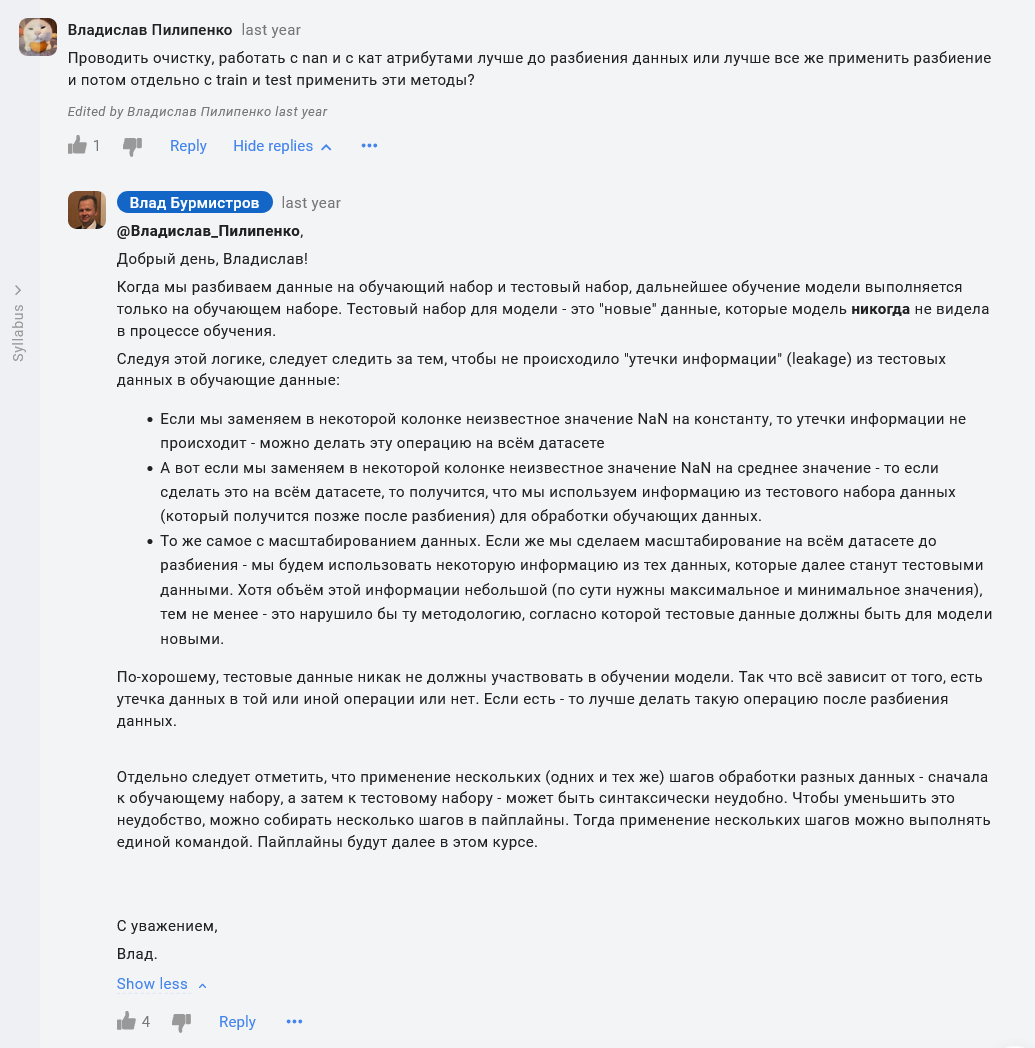 Владислав Пилипенко last year
Проводить очистку, работать с nan и с кат атрибутами лучше до разбиения данных или лучше все же применить разбиение
и потом отдельно с train и test применить эти методы?
Edited by Владислав Пилипенко last year
1 Reply Hide replies
Влад Бурмистров last year
@Владислав_Пилипенко,
Добрый день, Владислав!
Когда мы разбиваем данные на обучающий набор и тестовый набор, дальнейшее обучение модели выполняется
только на обучающем наборе. Тестовый набор для модели - это "новые" данные, которые модель никогда не видела
в процессе обучения.
Syllabus
Следуя этой логике, следует следить за тем, чтобы не происходило "утечки информации" (leakage) из тестовых
данных в обучающие данные:
• Если мы заменяем в некоторой колонке неизвестное значение NaN на константу, то утечки информации не
происходит - можно делать эту операцию на всём датасете
• А вот если мы заменяем в некоторой колонке неизвестное значение NaN на среднее значение - то если
сделать это на всём датасете, то получится, что мы используем информацию из тестового набора данных
(который получится позже после разбиения) для обработки обучающих данных.
• То же самое с масштабированием данных. Если же мы сделаем масштабирование на всём датасете до
разбиения - мы будем использовать некоторую информацию из тех данных, которые далее станут тестовыми
данными. Хотя объём этой информации небольшой (по сути нужны максимальное и минимальное значения),
тем не менее - это нарушило бы ту методологию, согласно которой тестовые данные должны быть для модели
новыми.
По-хорошему, тестовые данные никак не должны участвовать в обучении модели. Так что всё зависит от того, есть
утечка данных в той или иной операции или нет. Если есть - то лучше делать такую операцию после разбиения
данных.
Отдельно следует отметить, что применение нескольких (одних и тех же) шагов обработки разных данных - сначала
к обучающему набору, а затем к тестовому набору - может быть синтаксически неудобно. Чтобы уменьшить это
неудобство, можно собирать несколько шагов в пайплайны. Тогда применение нескольких шагов можно выполнять
единой командой. Пайплайны будут далее в этом курсе.
С уважением,
Влад.
Show less
4 Reply